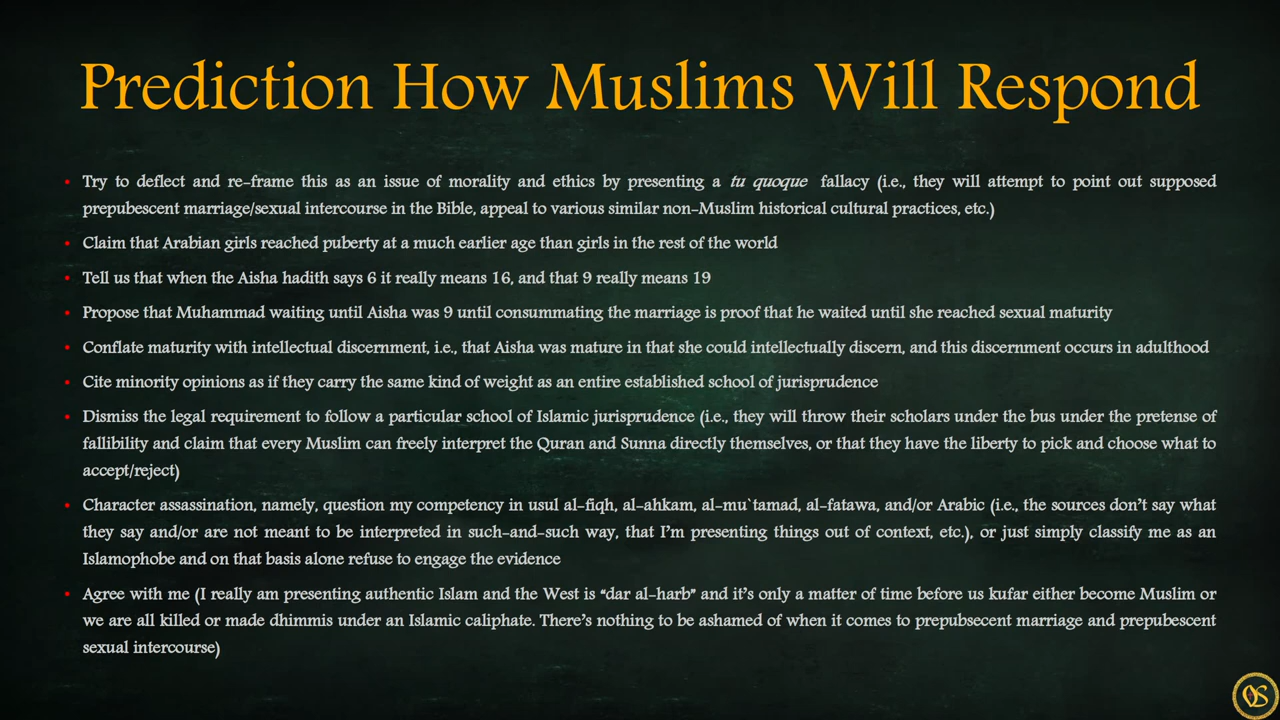 Prediction How Muslims Will Respond
• Try to deflect and re-frame this as an issue of morality and ethics by presenting a tu quoque fallacy (i.e., they will attempt to point out supposed
prepubescent marriage/sexual intercourse in the Bible, appeal to various similar non-Muslim historical cultural practices, etc.)
• Claim that Arabian girls reached puberty at a much earlier age than girls in the rest of the world
• Tell us that when the Aisha hadith says 6 it really means 16, and that 9 really means 19
• Propose that Muhammad waiting until Aisha was 9 until consummating the marriage is proof that he waited until she reached sexual maturity
• Conflate maturity with intellectual discernment, i.e., that Aisha was mature in that she could intellectually discern, and this discernment occurs in adulthood
• Cite minority opinions as if they carry the same kind of weight as an entire established school of jurisprudence
• Dismiss the legal requirement to follow a particular school of Islamic jurisprudence (i.e., they will throw their scholars under the bus under the pretense of
fallibility and claim that every Muslim can freely interpret the Quran and Sunna directly themselves, or that they have the liberty to pick and choose what to
accept/reject)
• Character assassination, namely, question my competency in usul al-fiqh, al-ahkam, al-mu`tamad, al-fatawa, and/or Arabic (i.e., the sources don't say what
they say and/or are not meant to be interpreted in such-and-such way, that I'm presenting things out of context, etc.), or just simply classify me as an
Islamophobe and on that basis alone refuse to engage the evidence
• Agree with me (I really am presenting authentic Islam and the West is "dar al-harb" and it's only a matter of time before us kufar either become Muslim or
we are all killed or made dhimmis under an Islamic caliphate. There's nothing to be ashamed of when it comes to prepubsecent marriage and prepubescent
sexual intercourse)